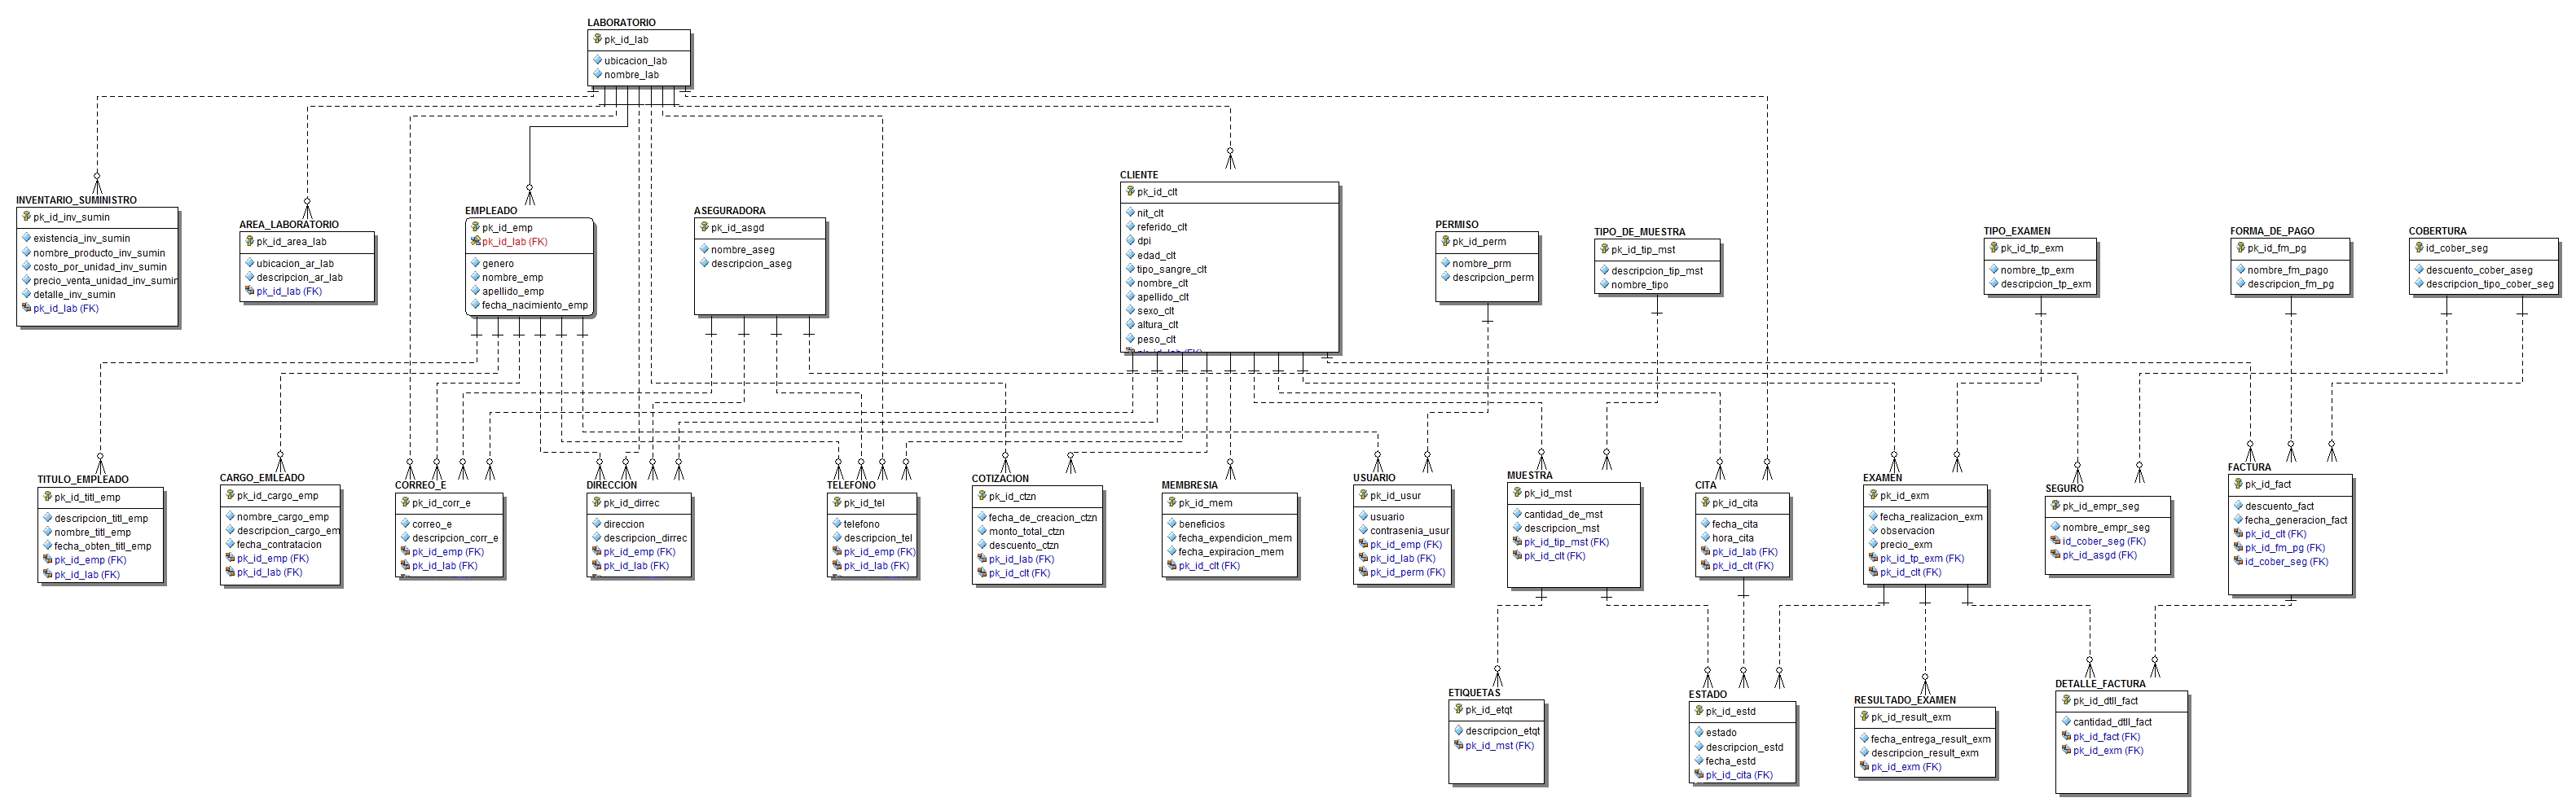 LABORATORIO
pk_id_lab
ubicacion_lab
nombre_lab
INVENTARIO_SUMINISTRO
pk_id_inv_sumin
existencia_inv_sumin
nombre_producto_inv_sumin
costo_por_unidad_inv_sumin
precio_venta_unidad_inv_sumin
detalle_inv_sumin
pk_id_lab (FK)
AREA_LABORATORIO
pk_id_area_lab
ubicacion_ar_lab
descripcion_ar_lab
pk_id_lab (FK)
EMPLEADO
pk_id_emp
pk_id_lab (FK)
genero
nombre_emp
apellido_emp
fecha_nacimiento_emp
ASEGURADORA
pk_id_asgd
nombre_aseg
descripcion_aseg
CLIENTE
pk_id_clt
nit_clt
referido_clt
dpi
edad_clt
tipo_sangre_clt
nombre_clt
apellido_clt
sexo_clt
altura_clt
peso_clt
pk_id_lab (FK)
PERMISO
pk_id_perm
nombre_prm
descripcion_perm
TIPO_DE_MUESTRA
pk_id_tip_mst
descripcion_tip_mst
nombre_tipo
TIPO_EXAMEN
pk_id_tp_exm
nombre_tp_exm
descripcion_tp_exm
FORMA_DE_PAGO
pk_id_fm_pg
nombre_fm_pago
descripcion_fm_pg
COBERTURA
id_cober_seg
descuento_cober_aseg
descripcion_tipo_cober_seg
TITULO_EMPLEADO
pk_id_titl_emp
descripcion_titl_emp
nombre_titl_emp
fecha_obten_titl_emp
pk_id_emp (FK)
pk_id_lab (FK)
CARGO_EMLEADO
pk_id_cargo_emp
nombre_cargo_emp
descripcion_cargo_em
fecha_contratacion
pk_id_emp (FK)
pk_id_lab (FK)
CORREO_E
pk_id_corr_e
correo_e
descripcion_corr_e
pk_id_emp (FK)
pk_id_lab (FK)
DIRECCION
pk_id_dirrec
direccion
descripcion_dirrec
pk_id_emp (FK)
pk_id_lab (FK)
TELEFONO
pk_id_tel
telefono
descripcion_tel
pk_id_emp (FK)
pk_id_lab (FK)
COTIZACION
pk_id_ctzn
fecha_de_creacion_ctzn
monto_total_ctzn
descuento_ctzn
pk_id_lab (FK)
pk_id_clt (FK)
MEMBRESIA
pk_id_mem
beneficios
fecha_expendicion_mem
fecha_expiracion_mem
pk_id_clt (FK)
USUARIO
pk_id_usur
usuario
contrasenia_usur
pk_id_emp (FK)
pk_id_lab (FK)
pk_id_perm (FK)
MUESTRA
pk_id_mst
cantidad_de_mst
descripcion_mst
pk_id_tip_mst (FK)
pk_id_clt (FK)
CITA
pk_id_cita
fecha_cita
hora_cita
pk_id_lab (FK)
pk_id_clt (FK)
EXAMEN
pk_id_exm
fecha_realizacion_exm
observacion
precio_exm
pk_id_tp_exm (FK)
pk_id_clt (FK)
SEGURO
pk_id_empr_seg
nombre_empr_seg
id_cober_seg (FK)
pk_id_asgd (FK)
FACTURA
pk_id_fact
descuento_fact
fecha_generacion_fact
pk_id_clt (FK)
pk_id_fm_pg (FK)
id_cober_seg (FK)
ETIQUETAS
pk_id_etqt
descripcion_etqt
pk_id_mst (FK)
ESTADO
pk_id_estd
estado
descripcion_estd
fecha_estd
pk_id_cita (FK)
RESULTADO_EXAMEN
pk_id_result_exm
fecha_entrega_result_exm
descripcion_result_exm
pk_id_exm (FK)
DETALLE_FACTURA
pk_id_dtll_fact
cantidad_dtll_fact
pk_id_fact (FK)
pk_id_exm (FK)